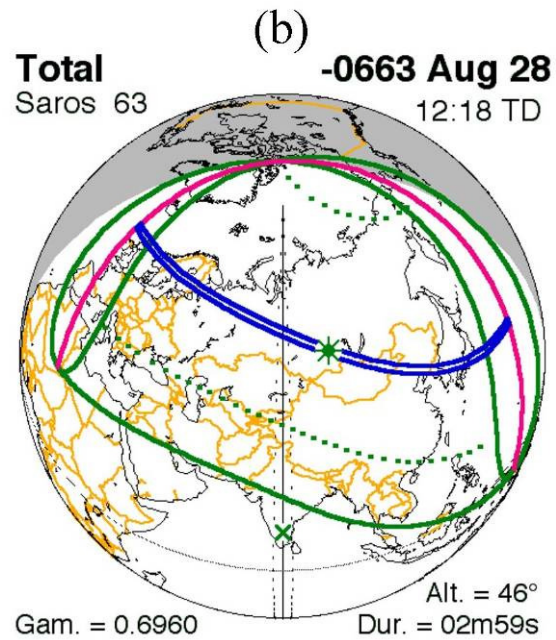 (b)
Total -0663 Aug 28
Saros 63 12:18 TD
Alt. = 46°
Gam. = 0.6960 Dur. = 02m59s